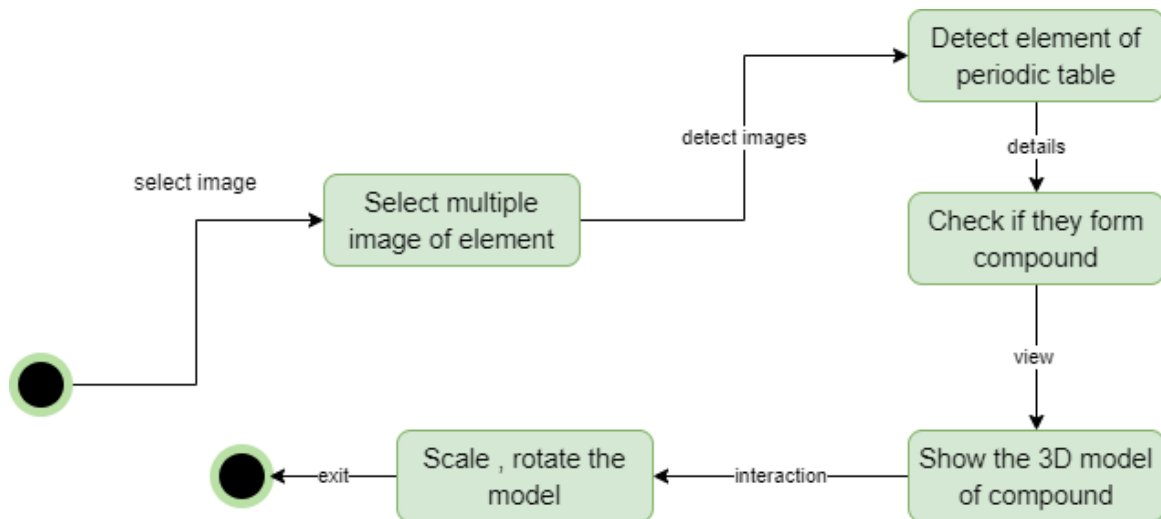 select image
Select multiple
image of element
detect images
Detect element of
periodic table
details
Check if they form
compound
view
Show the 3D model
of compound
interaction
Scale , rotate the
model
exit